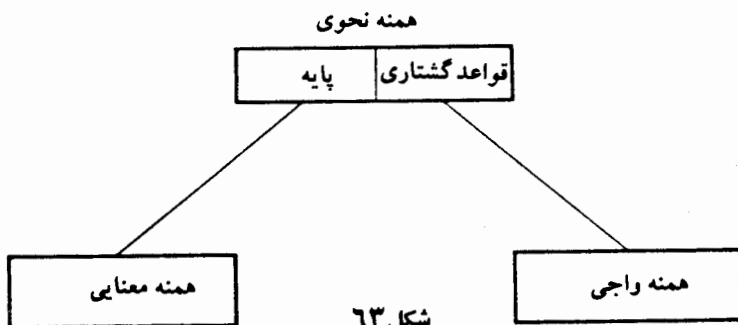 همنه نحوی
قواعد گشتاری پایه
همنه واجی همنه معنایی
شکل ۶۳